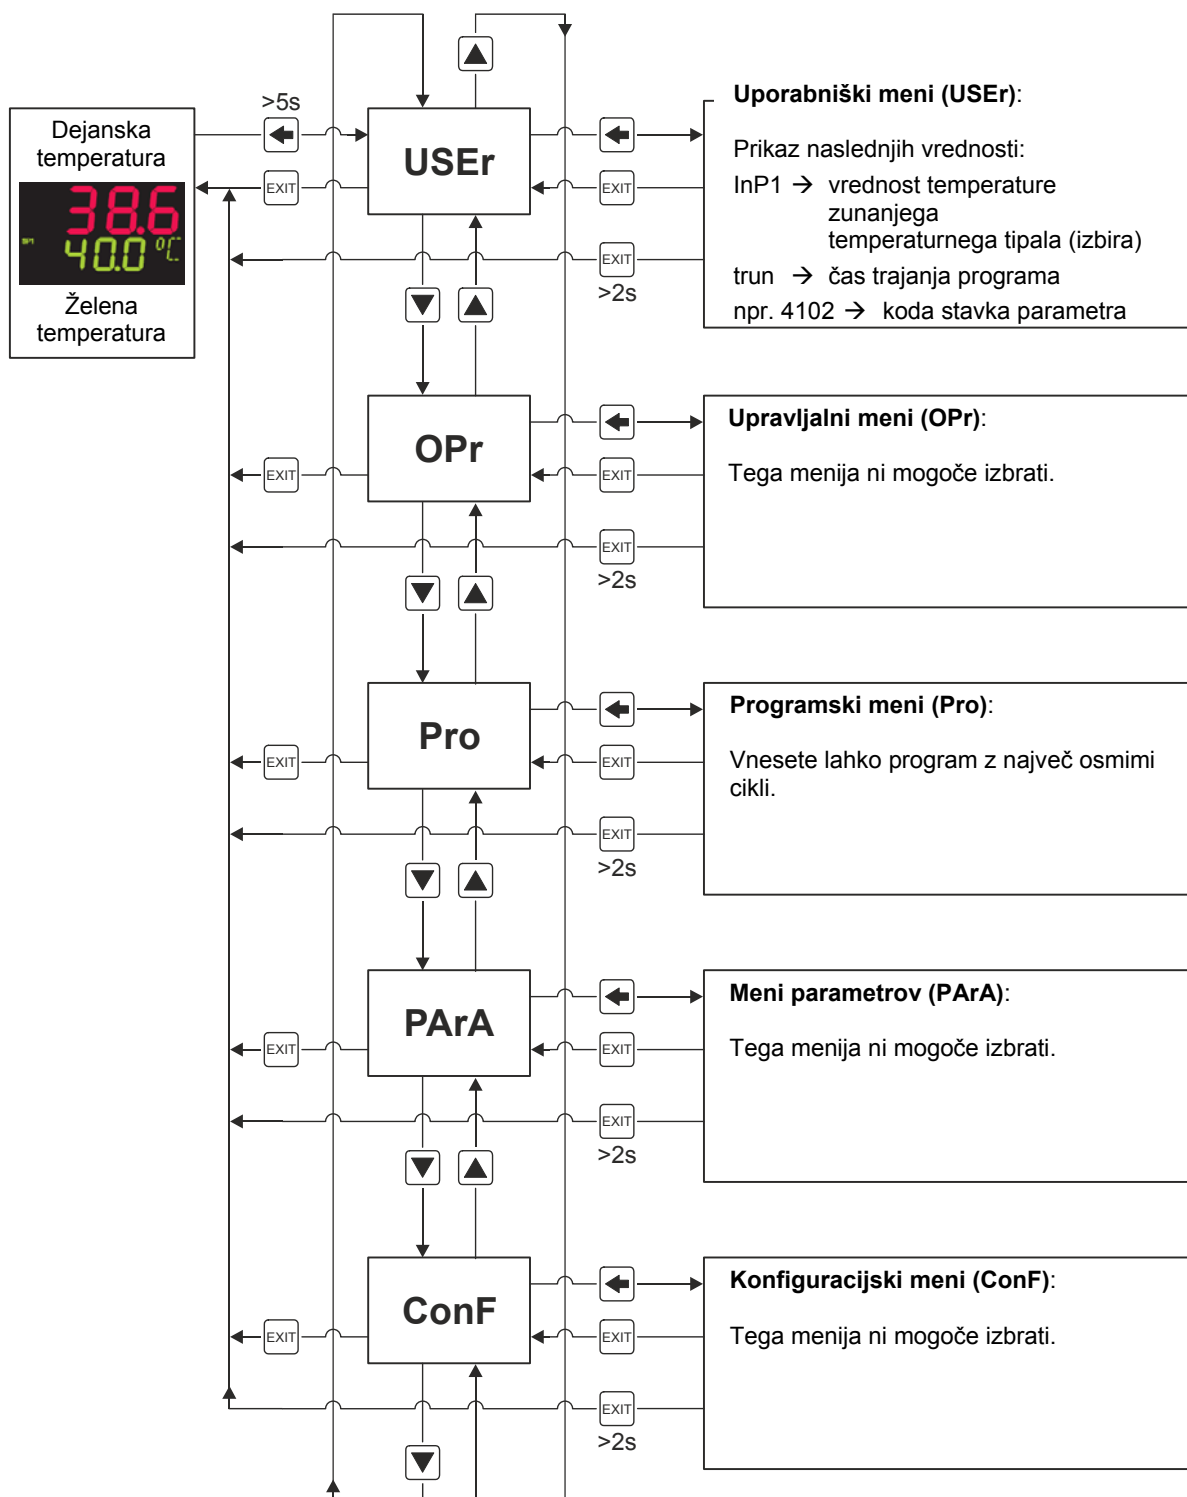 >5s
Dejanska
temperatura
38.6
SP1
40.0 °C
Želena
temperatura
EXIT
USEr
EXIT
EXIT
>2s
Uporabniški meni (USEr):
Prikaz naslednjih vrednosti:
InP1 → vrednost temperature
zunanjega
temperaturnega tipala (izbira)
trun → čas trajanja programa
npr. 4102 → koda stavka parametra
OPr
EXIT
EXIT
EXIT
>2s
Upravljalni meni (OPr):
Tega menija ni mogoče izbrati.
Pro
EXIT
EXIT
EXIT
>2s
Programski meni (Pro):
Vnesete lahko program z največ osmimi
cikli.
PArA
EXIT
EXIT
EXIT
>2s
Meni parametrov (PArA):
Tega menija ni mogoče izbrati.
ConF
EXIT
EXIT
EXIT
>2s
Konfiguracijski meni (ConF):
Tega menija ni mogoče izbrati.